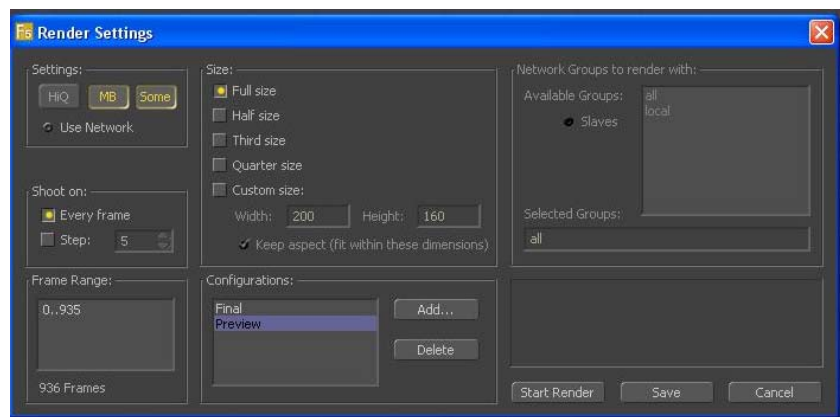 F5 Render Settings
Settings:
HiQ MB Some
Use Network
Shoot on:
Every frame
Step: 5
Frame Range:
0..935
936 Frames
Size:
Full size
Half size
Third size
Quarter size
Custom size:
Width: 200 Height: 160
Keep aspect (fit within these dimensions)
Configurations:
Final
Preview
Add...
Delete
Network Groups to render with:
Available Groups:
Slaves
all
local
Selected Groups:
all
Start Render Save Cancel